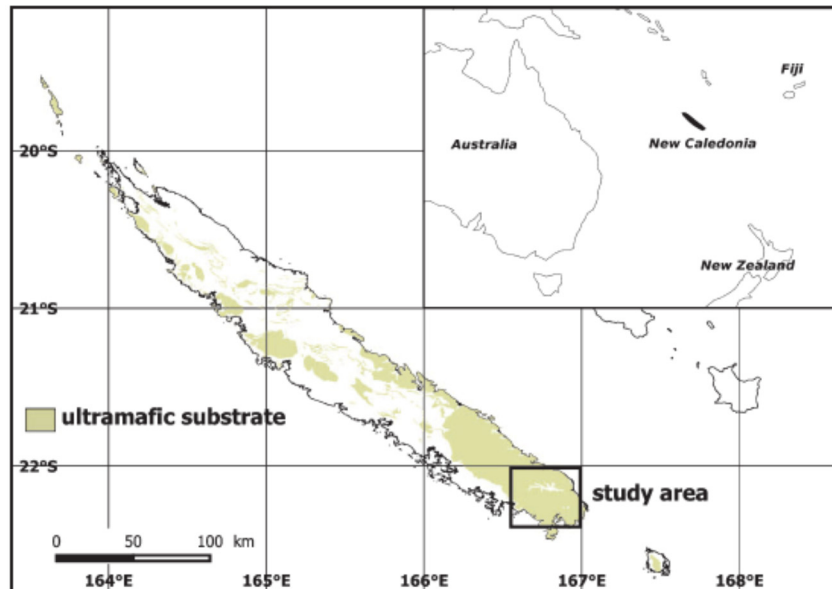 Fiji
Australia
New Caledonia
New Zealand
20°S
21°S
ultramafic substrate
22°S
study area
0 50 100 km
164°E 165°E 166°E 167°E 168°E